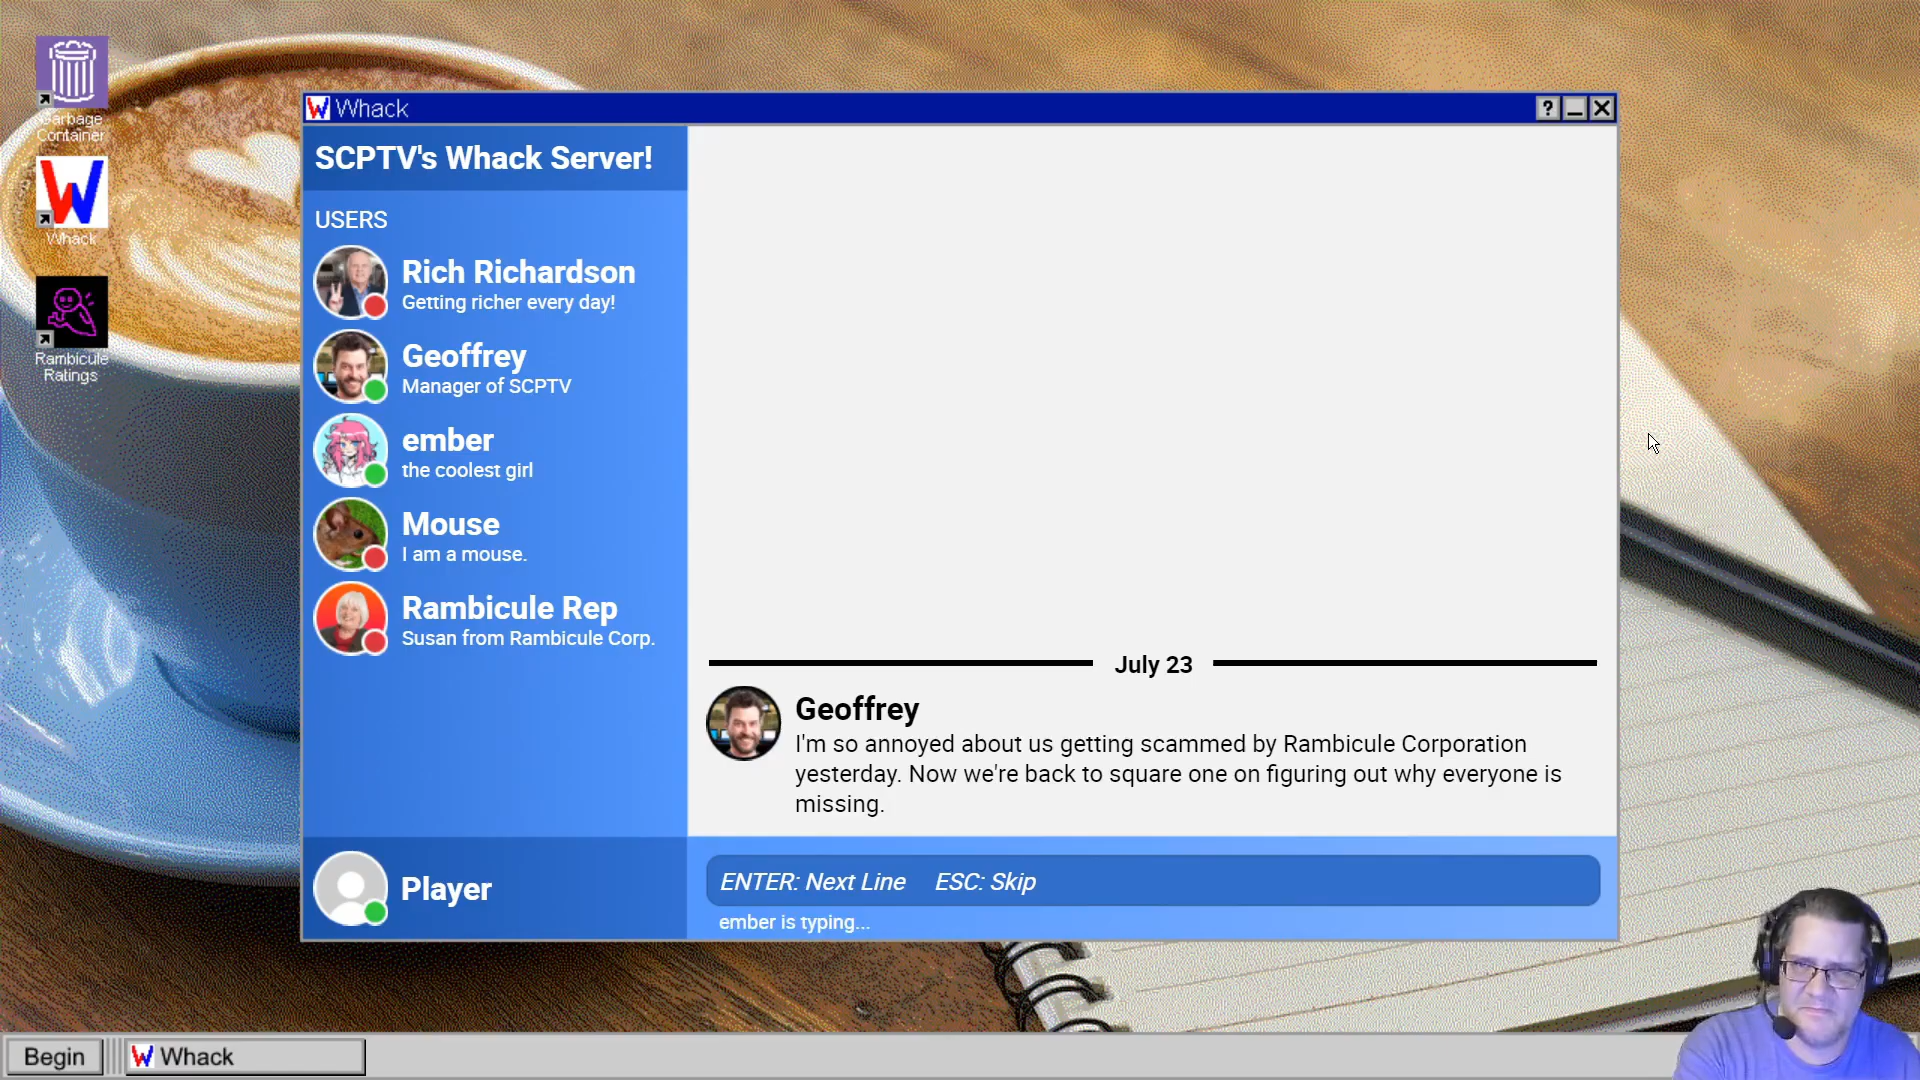 Garbage
Container
Whack
Rambicule
Ratings
Whack
SCPTV's Whack Server!
USERS
Rich Richardson
Getting richer every day!
Geoffrey
Manager of SCPTV
ember
the coolest girl
Mouse
I am a mouse.
Rambicule Rep
Susan from Rambicule Corp.
Player
July 23
Geoffrey
I'm so annoyed about us getting scammed by Rambicule Corporation
yesterday. Now we're back to square one on figuring out why everyone is
missing.
ENTER: Next Line ESC: Skip
ember is typing...
Begin
Whack